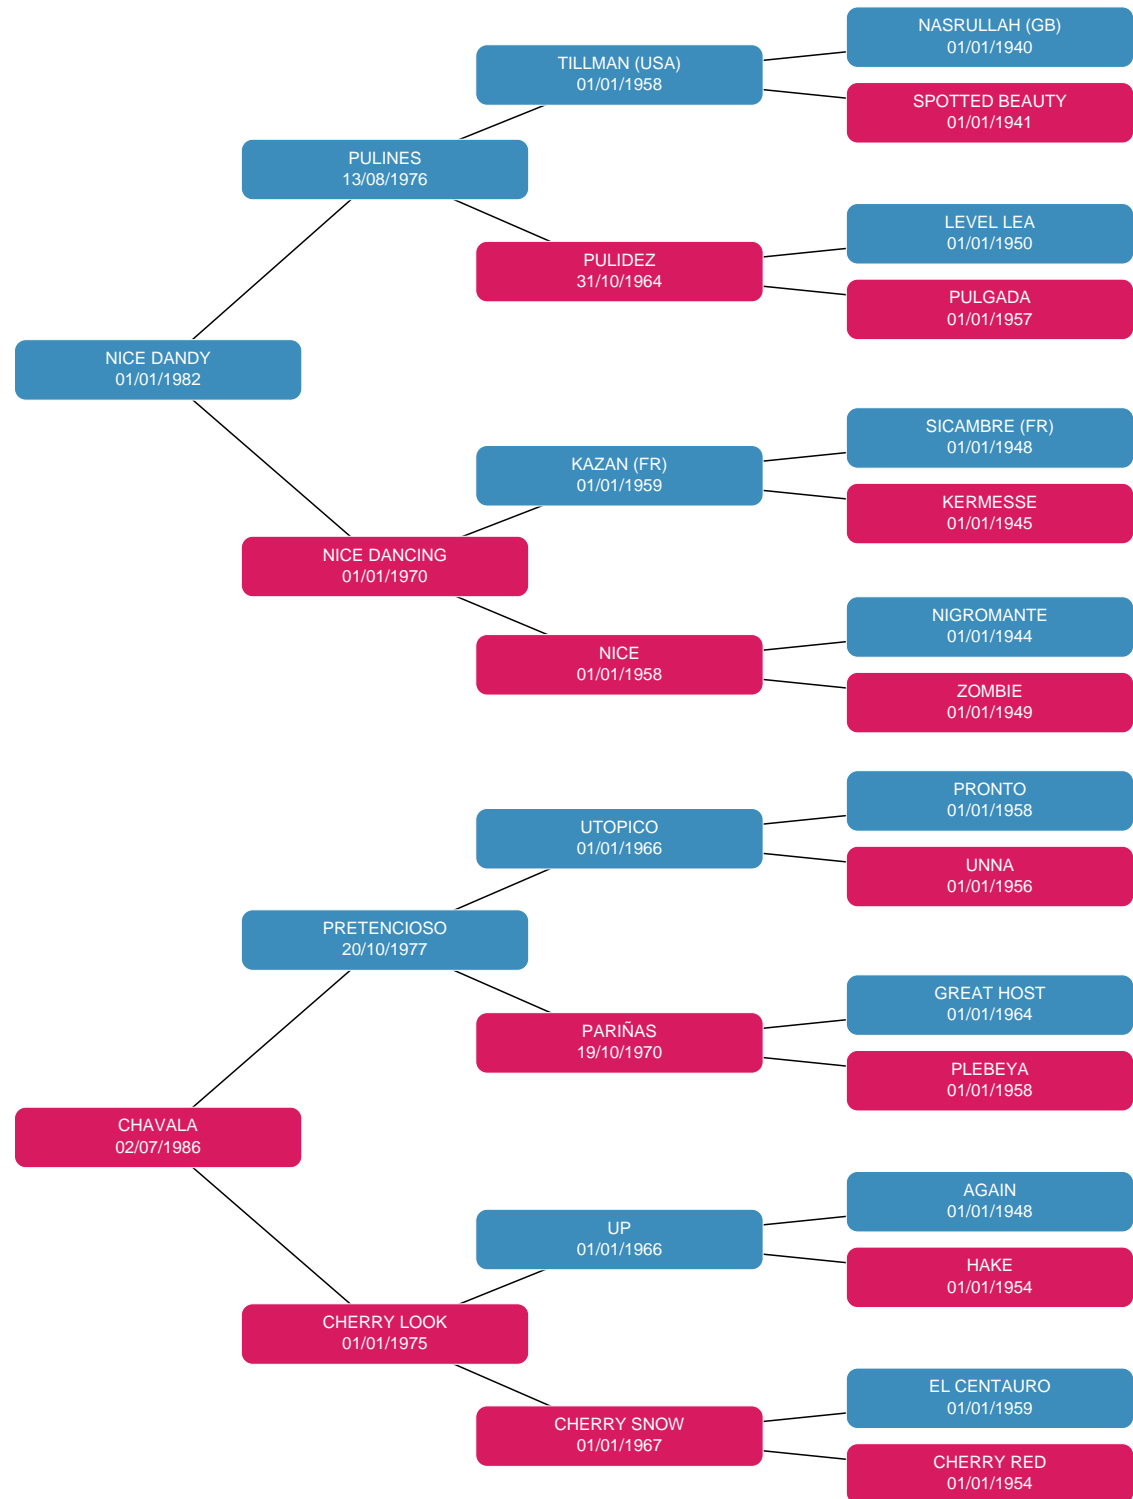 NASRULLAH (GB)
01/01/1940
TILLMAN (USA)
01/01/1958
SPOTTED BEAUTY
01/01/1941
PULINES
13/08/1976
LEVEL LEA
01/01/1950
PULIDEZ
31/10/1964
PULGADA
01/01/1957
NICE DANDY
01/01/1982
SICAMBRE (FR)
01/01/1948
KAZAN (FR)
01/01/1959
KERMESSE
01/01/1945
NICE DANCING
01/01/1970
NIGROMANTE
01/01/1944
NICE
01/01/1958
ZOMBIE
01/01/1949
PRONTO
01/01/1958
UTOPICO
01/01/1966
UNNA
01/01/1956
PRETENCIOSO
20/10/1977
GREAT HOST
01/01/1964
PARIÑAS
19/10/1970
PLEBEYA
01/01/1958
CHAVALA
02/07/1986
AGAIN
01/01/1948
UP
01/01/1966
HAKE
01/01/1954
CHERRY LOOK
01/01/1975
EL CENTAURO
01/01/1959
CHERRY SNOW
01/01/1967
CHERRY RED
01/01/1954